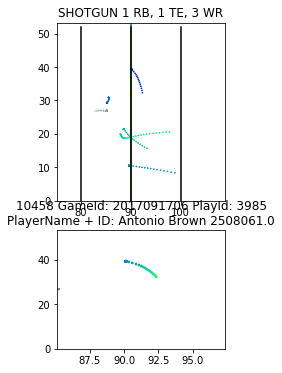 SHOTGUN 1 RB, 1 TE, 3 WR
50
40
30
20
10
0
80 90 100
10458 GameId: 2017091706 PlayId: 3985
PlayerName + ID: Antonio Brown 2508061.0
40
20
0
87.5 90.0 92.5 95.0